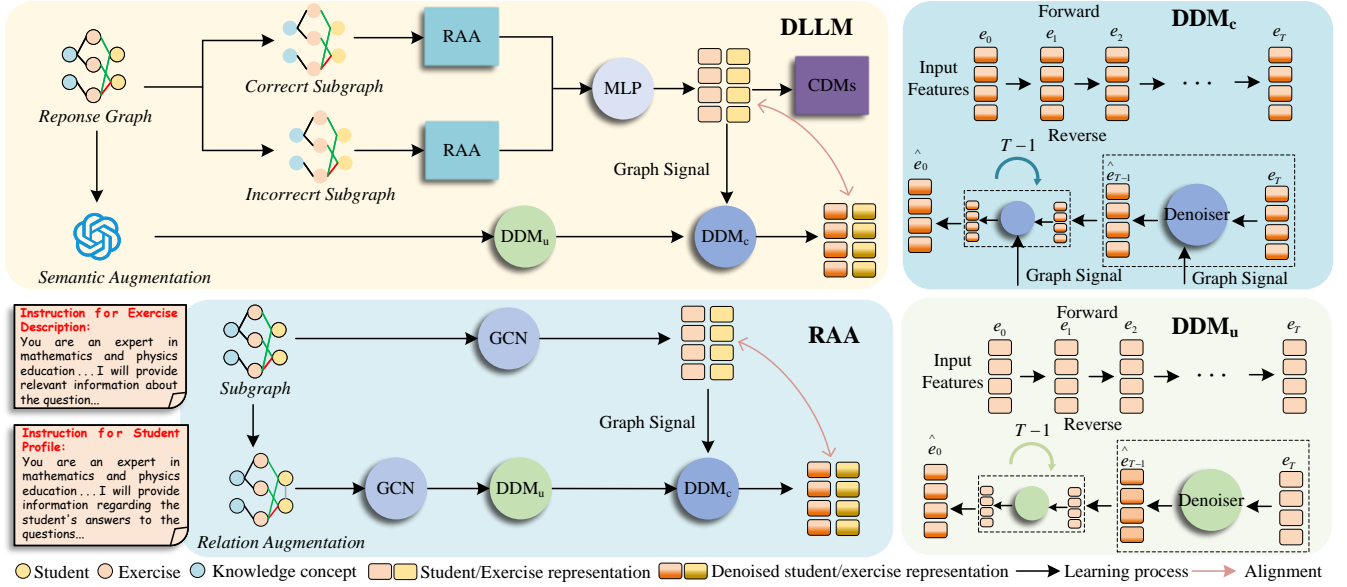 DLLM
Reponse Graph
Correcrt Subgraph
RAA
Incorrecrt Subgraph
RAA
MLP
CDMs
Graph Signal
Semantic Augmentation
DDMu
DDMc
DDMc
Forward
Input
Features
e0
e1
e2
eT
. . .
Reverse
T−1
^
e0
^
eT−1
Denoiser
eT
Graph Signal
Graph Signal
Instruction for Exercise
Description:
You are an expert in
mathematics and physics
education...I will provide
relevant information about
the question...
Instruction for Student
Profile:
You are an expert in
mathematics and physics
education...I will provide
information regarding the
student's answers to the
questions...
RAA
Subgraph
GCN
Graph Signal
Relation Augmentation
GCN
DDMu
DDMc
DDMu
Forward
Input
Features
e0
e1
e2
eT
. . .
Reverse
T−1
^
e0
^
eT−1
Denoiser
eT
Student
Exercise
Knowledge concept
Student/Exercise representation
Denoised student/exercise representation
Learning process
Alignment